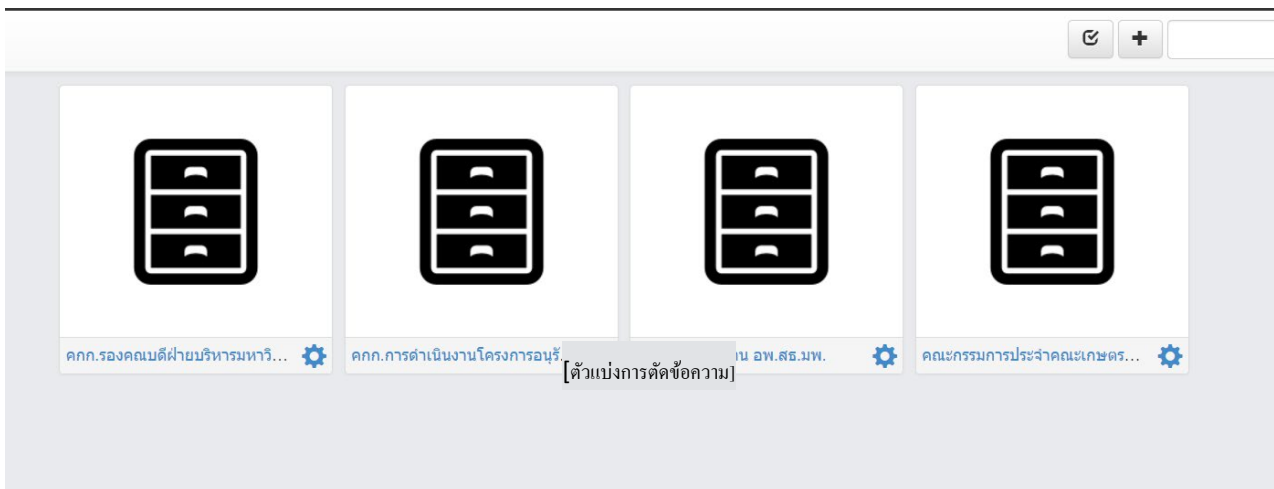 คกก.รองคณบดีฝ่ายบริหารมหาวิ...
คกก.การดำเนินงานโครงการอนุรั
อพ.สธ.มพ.
คณะกรรมการประจำคณะเกษตร...
[ตัวแบ่งการตัดข้อความ]